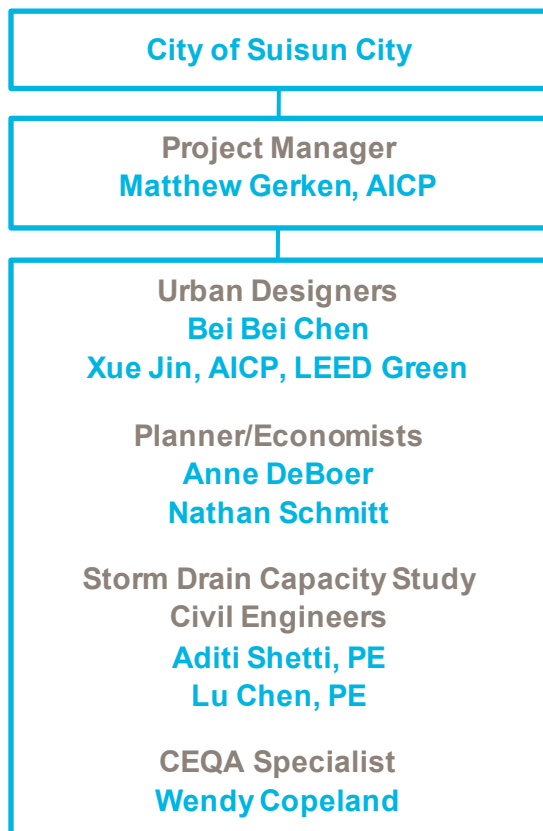 City of Suisun City
Project Manager
Matthew Gerken, AICP
Urban Designers
Bei Bei Chen
Xue Jin, AICP, LEED Green
Planner/Economists
Anne DeBoer
Nathan Schmitt
Storm Drain Capacity Study
Civil Engineers
Aditi Shetti, PE
Lu Chen, PE
CEQA Specialist
Wendy Copeland